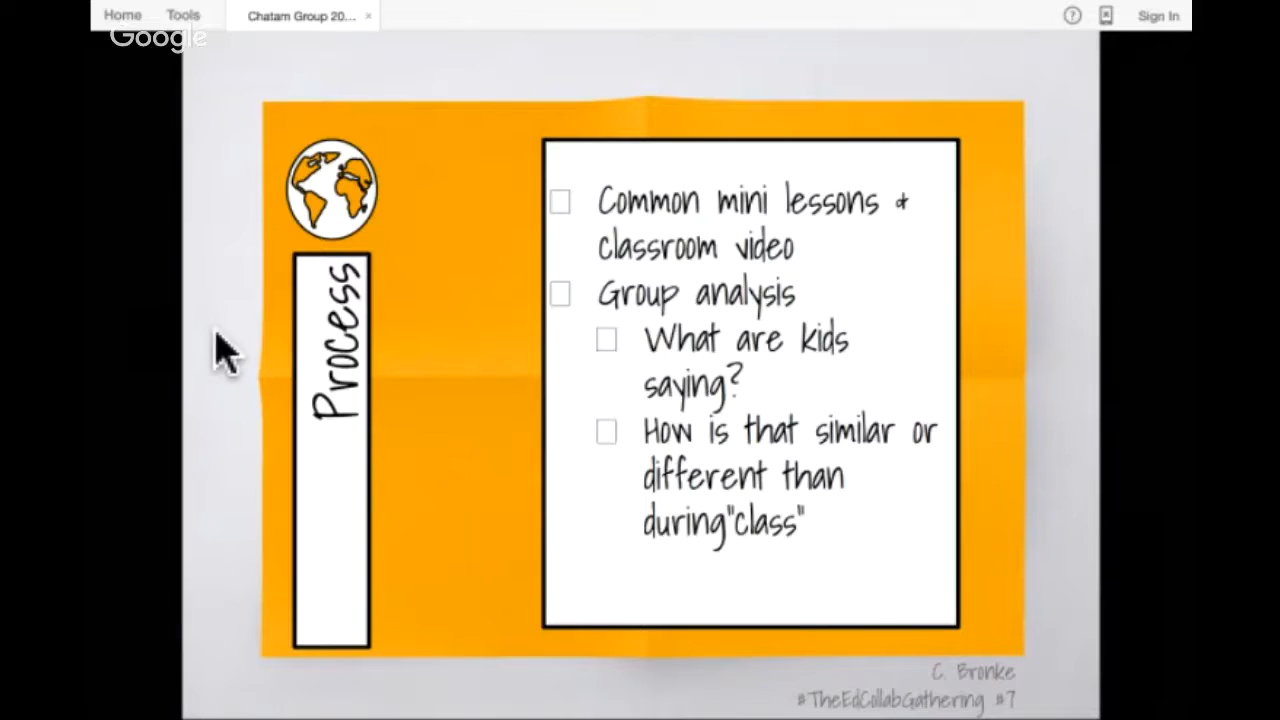 Home Tools Chatam Group 20... × ? Sign In
Google
Process
Common mini lessons &
classroom video
Group analysis
What are kids
saying?
How is that similar or
different than
during"class"
C. Bronke
#TheEdCollabGathering #7